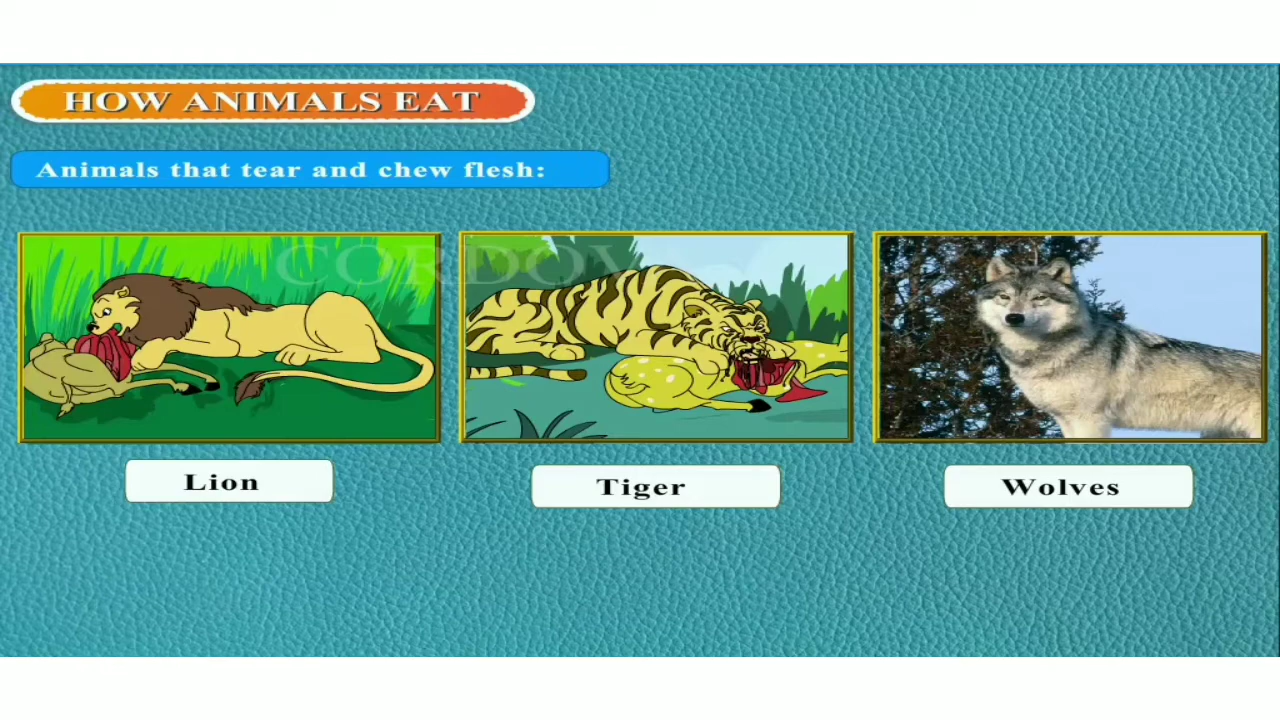 HOW ANIMALS EAT
Animals that tear and chew flesh:
Lion
Tiger
Wolves